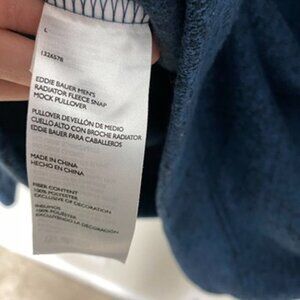 L
1326578
EDDIE BAUER MEN'S
RADIATOR FLEECE SNAP
MOCK PULLOVER
PULLOVER DE VELLÓN DE MEDIO
CUELLO ALTO CON BROCHE RADIATOR
EDDIE BAUER PARA CABALLEROS
MADE IN CHINA
HECHO EN CHINA
FIBER CONTENT
100% POLYESTER
EXCLUSIVE OF DECORATION
INSUMOS
100% POLIÉSTER
EXCLUSIVO DE DECORACIÓN